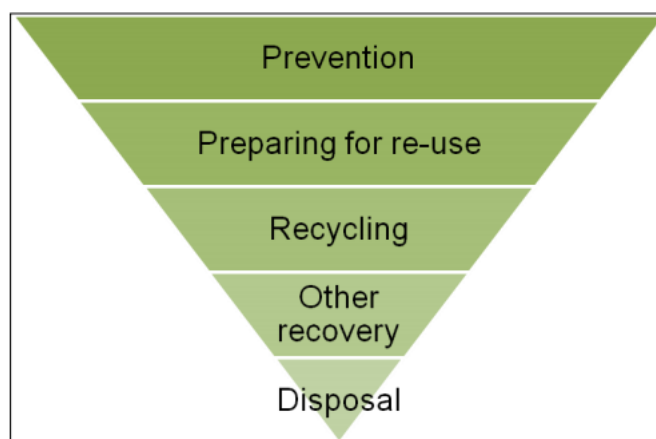 Prevention
Preparing for re-use
Recycling
Other
recovery
Disposal